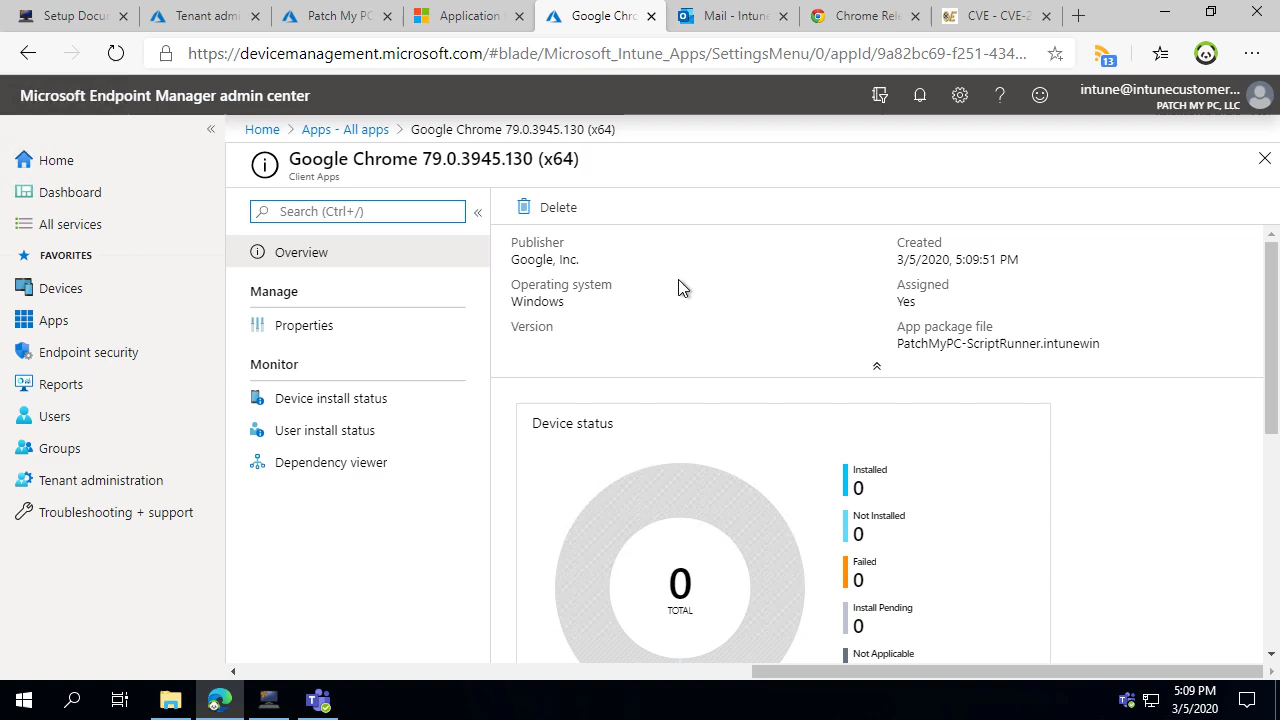 Setup Docu
Tenant admi
Patch My PC
Application
Google Chro
Mail - Intune
Chrome Rele
CVE - CVE-2
https://devicemanagement.microsoft.com/#blade/Microsoft_Intune_Apps/SettingsMenu/0/appId/9a82bc69-f251-434...
13
Microsoft Endpoint Manager admin center
intune@intunecustomer...
PATCH MY PC, LLC
Home
Dashboard
All services
FAVORITES
Devices
Apps
Endpoint security
Reports
Users
Groups
Tenant administration
Troubleshooting + support
Home > Apps - All apps > Google Chrome 79.0.3945.130 (x64)
Google Chrome 79.0.3945.130 (x64)
Client Apps
Search (Ctrl+/)
Overview
Manage
Properties
Monitor
Device install status
User install status
Dependency viewer
Delete
Publisher
Google, Inc.
Operating system
Windows
Version
Created
3/5/2020, 5:09:51 PM
Assigned
Yes
App package file
PatchMyPC-ScriptRunner.intunewin
Device status
0
TOTAL
Installed
0
Not Installed
0
Failed
0
Install Pending
0
Not Applicable
5:09 PM
3/5/2020